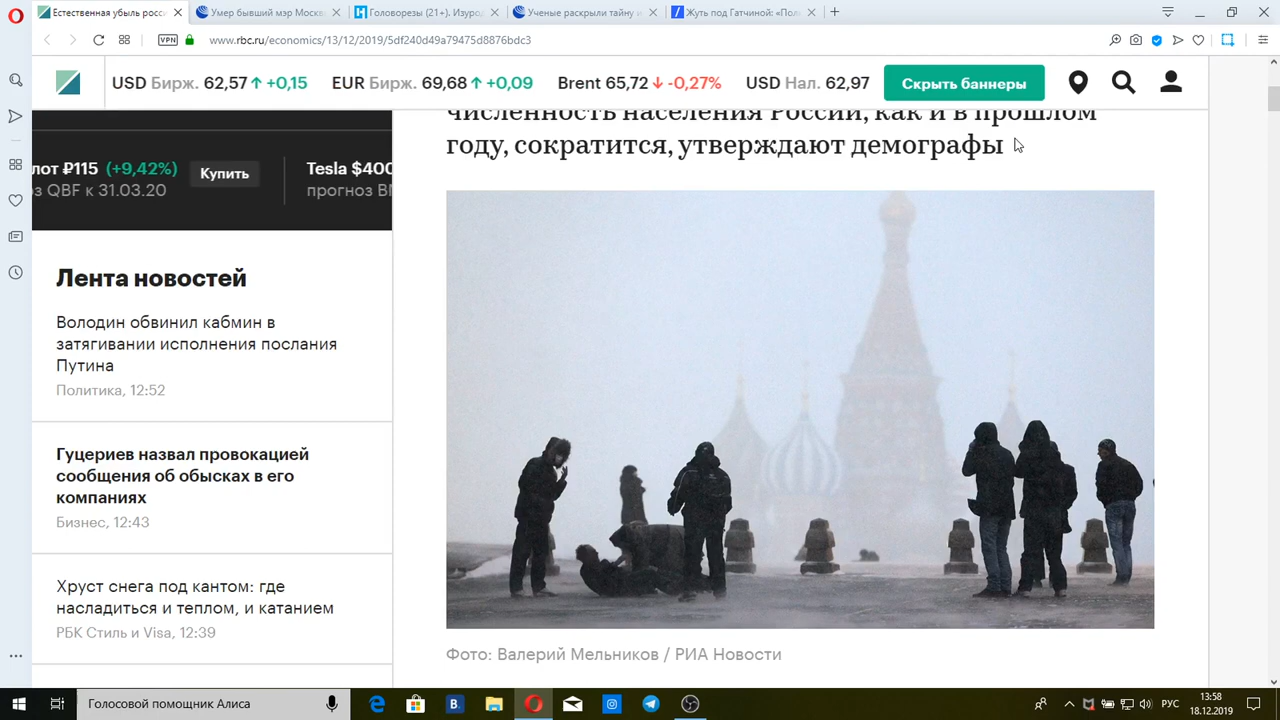 Естественная убыль росси
Умер бывший мэр Москвы
Головорезы (21+). Изурод
Ученые раскрыли тайну и
Жуть под Гатчиной: «Поли
VPN
www.rbc.ru/economics/13/12/2019/5df240d49a79475d8876bdc3
USD Бирж. 62,57 ↑ +0,15
EUR Бирж. 69,68 ↑ +0,09
Brent 65,72 ↓ -0,27%
USD Нал. 62,97
Скрыть баннеры
численность населения России, как и в прошлом
году, сократится, утверждают демографы
лот ₽115 (+9,42%)
Купить
Tesla $400
оз QBF к 31.03.20
прогноз
Лента новостей
Володин обвинил кабмин в
затягивании исполнения послания
Путина
Политика, 12:52
Гуцериев назвал провокацией
сообщения об обысках в его
компаниях
Бизнес, 12:43
Хруст снега под кантом: где
насладиться и теплом, и катанием
РБК Стиль и Visa, 12:39
Фото: Валерий Мельников / РИА Новости
Голосовой помощник Алиса
РУС
13:58
18.12.2019